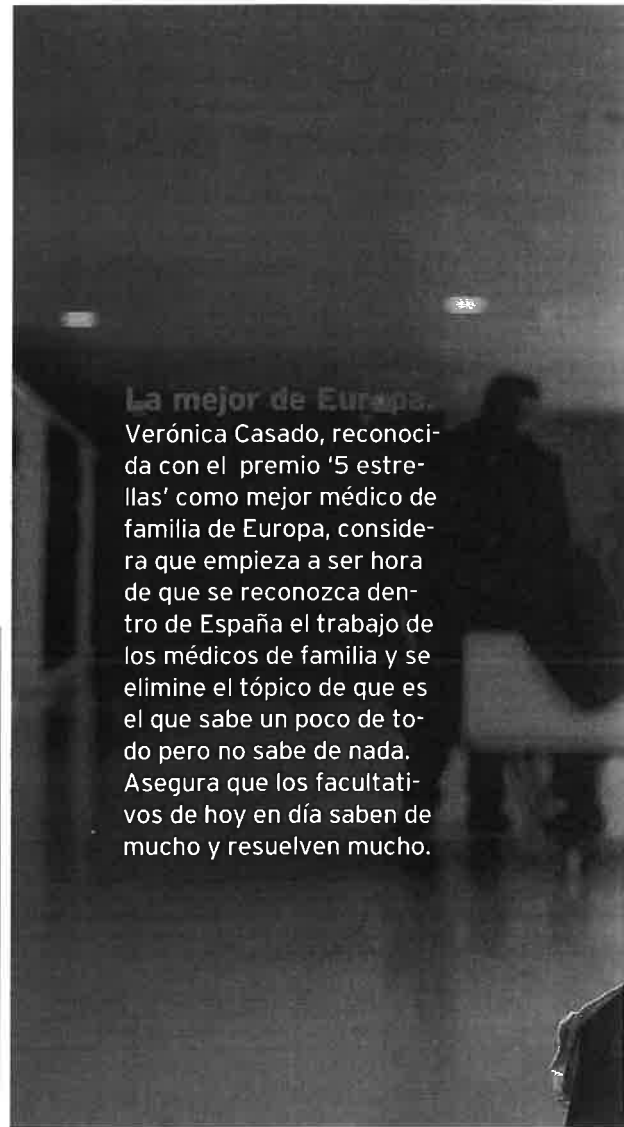 La mejor de Europa.
Verónica Casado, reconoci-
da con el premio '5 estre-
llas' como mejor médico de
familia de Europa, conside-
ra que empieza a ser hora
de que se reconozca den-
tro de España el trabajo de
los médicos de familia y se
elimine el tópico de que es
el que sabe un poco de to-
do pero no sabe de nada.
Asegura que los facultati-
vos de hoy en día saben de
mucho y resuelven mucho.